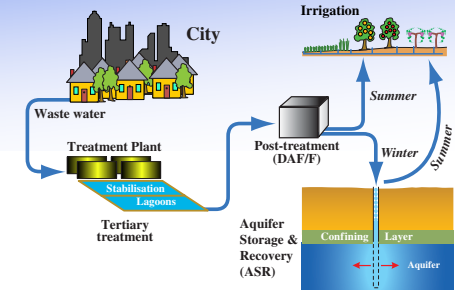 Irrigation
City
Waste water
Summer
Treatment Plant
Post-treatment
(DAF/F)
Winter
Summer
Stabilisation
Lagoons
Tertiary
treatment
Aquifer
Storage &
Recovery
(ASR)
Confining Layer
Aquifer